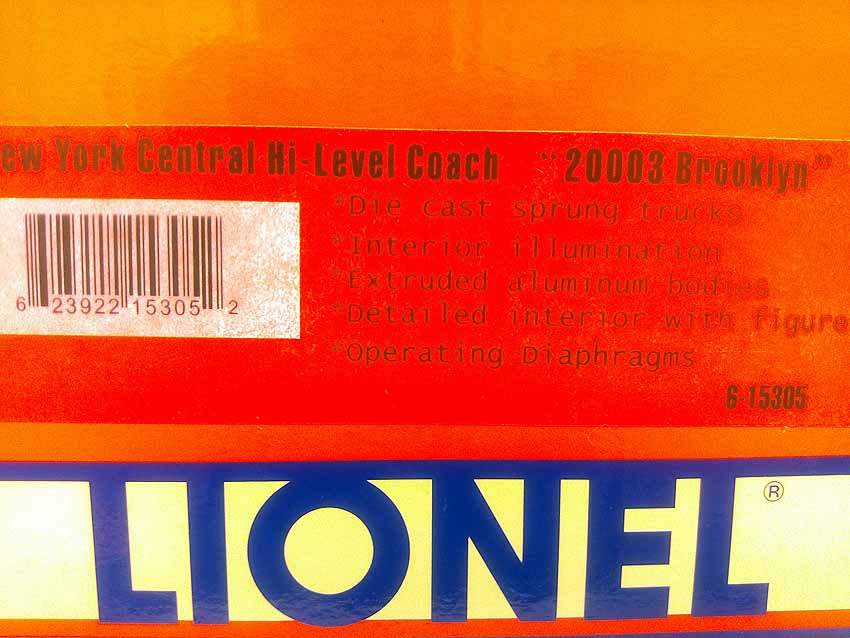 ew York Central Hi-Level Coach "20003 Brooklyn"
*Die cast sprung trucks
*Interior illumination
*Extruded aluminum bodies
*Detailed interior with figure
*Operating Diaphragms
6 23922 15305 2
6 15305
LIONEL ®